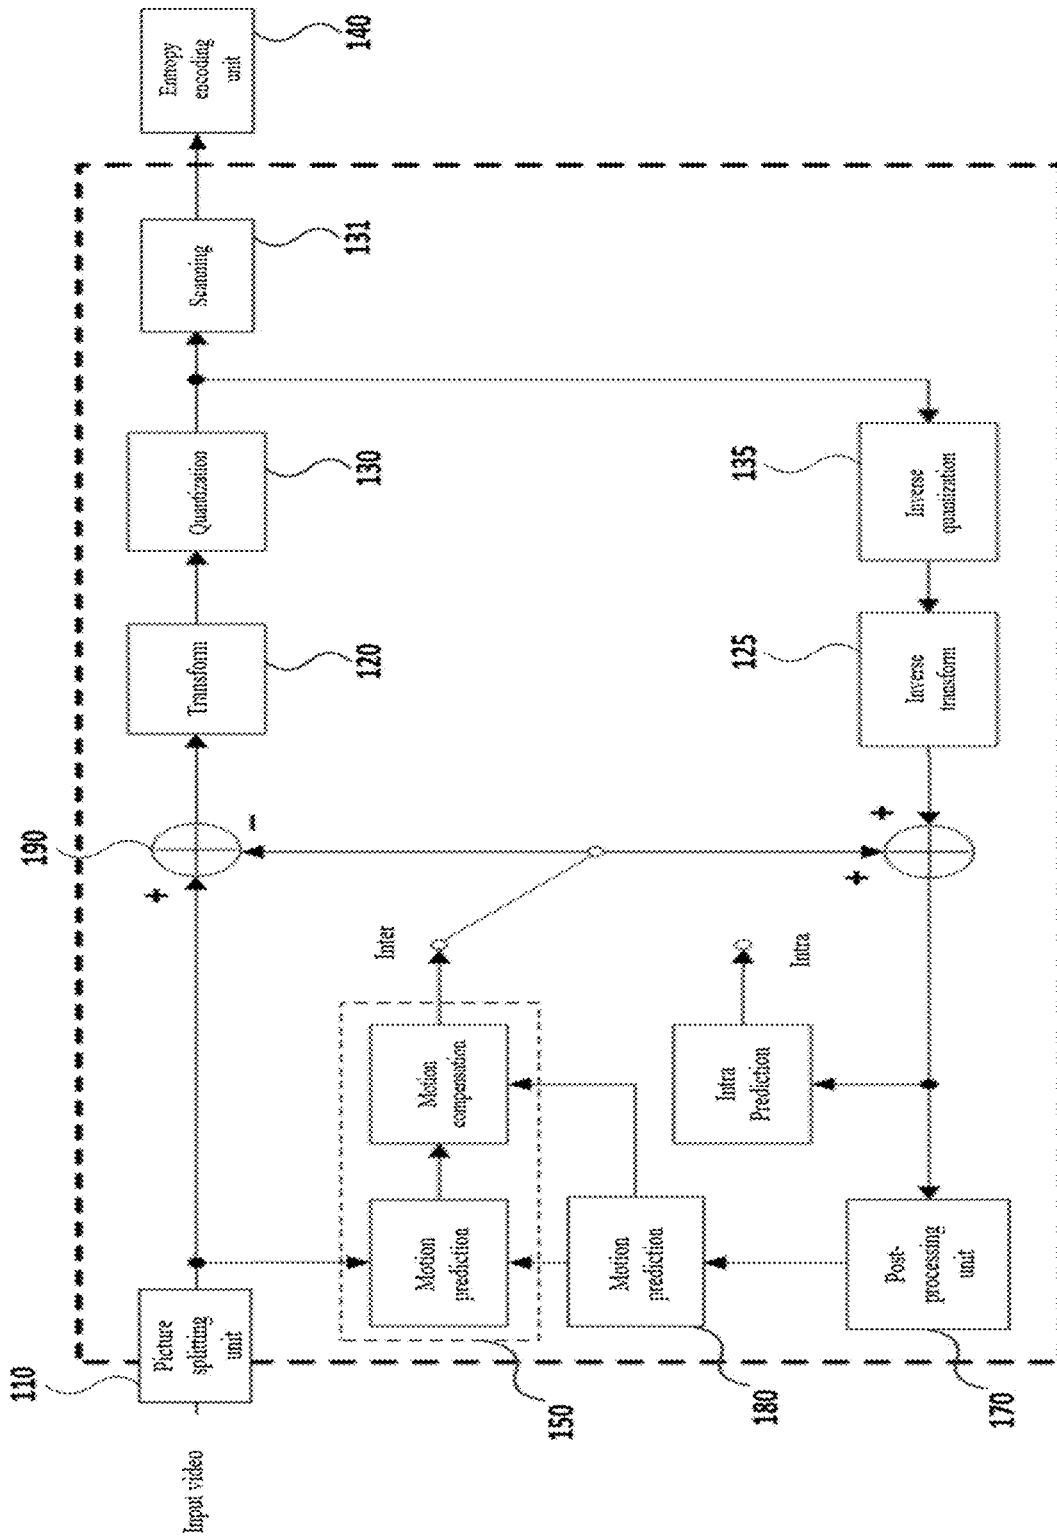 Input video
110
Picture
splitting
unit
190
+
-
Transform
120
Quantization
130
Scanning
131
Entropy
encoding
unit
140
Motion
prediction
Motion
compensation
150
Inter
Motion
prediction
180
Intra
Prediction
Intra
+
+
135
Inverse
quantization
125
Inverse
transform
Post-
processing
unit
170